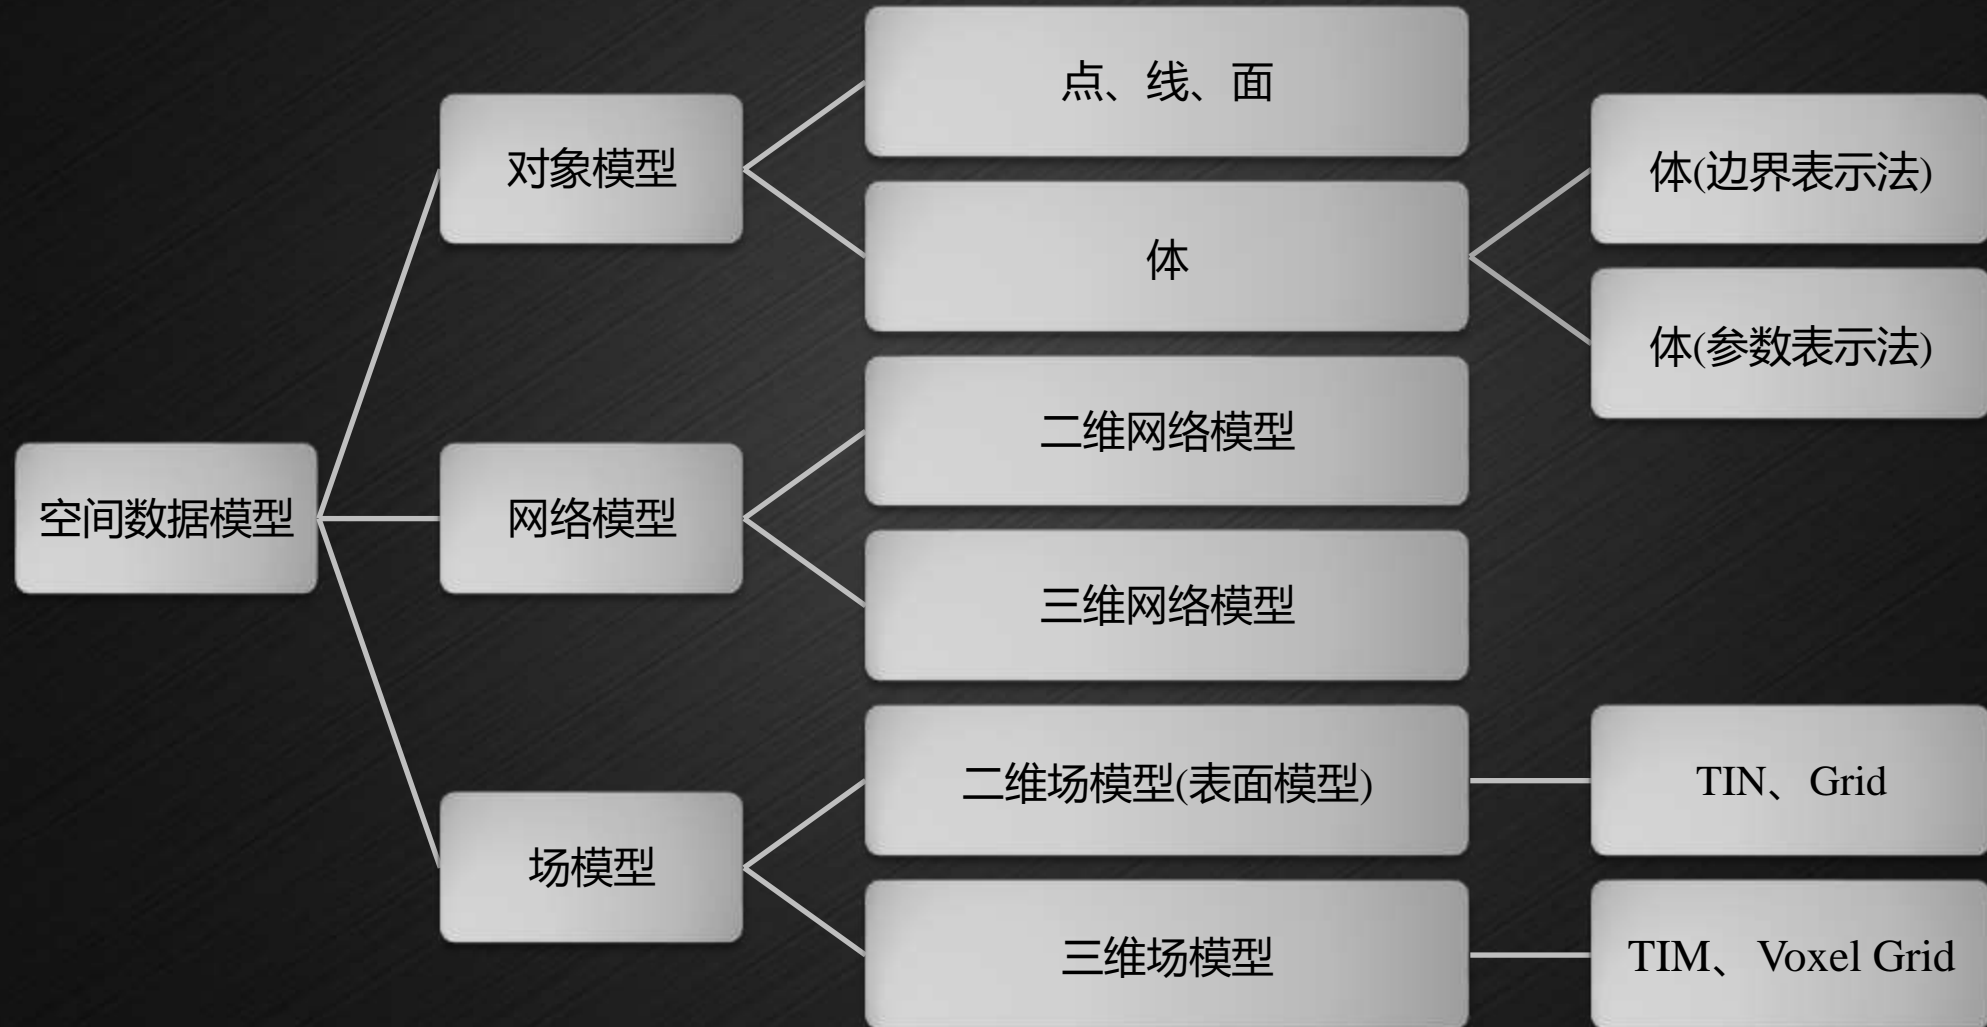 空间数据模型
对象模型
点、线、面
体
体(边界表示法)
体(参数表示法)
网络模型
二维网络模型
三维网络模型
场模型
二维场模型(表面模型)
TIN、Grid
三维场模型
TIM、Voxel Grid